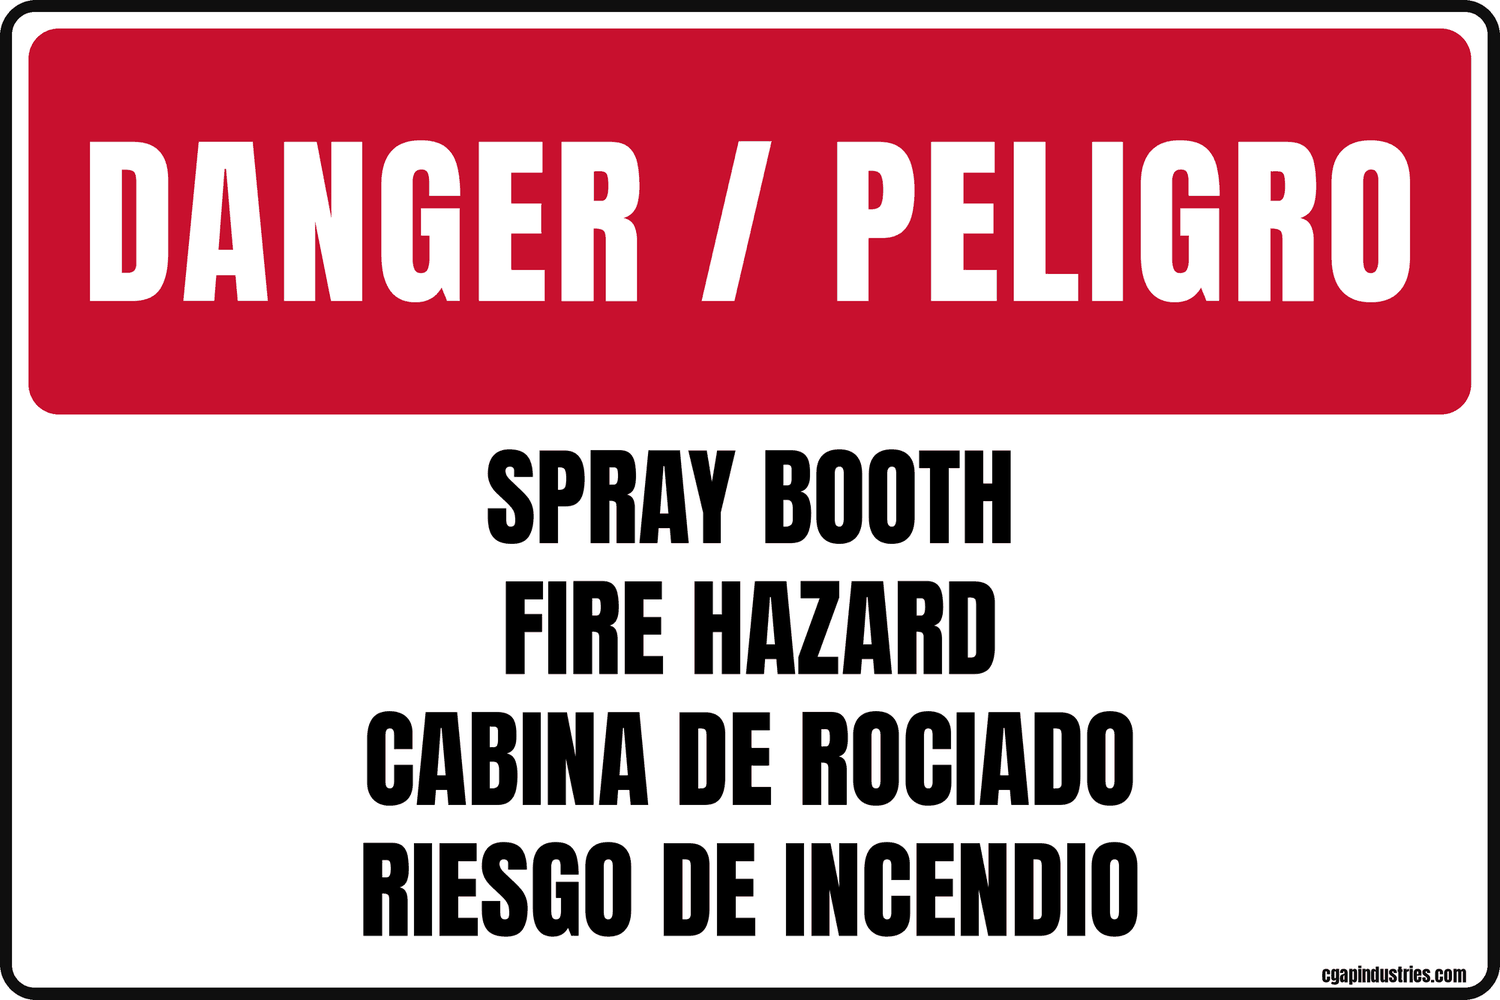 DANGER / PELIGRO
SPRAY BOOTH
FIRE HAZARD
CABINA DE ROCIADO
RIESGO DE INCENDIO
cgapindustries.com